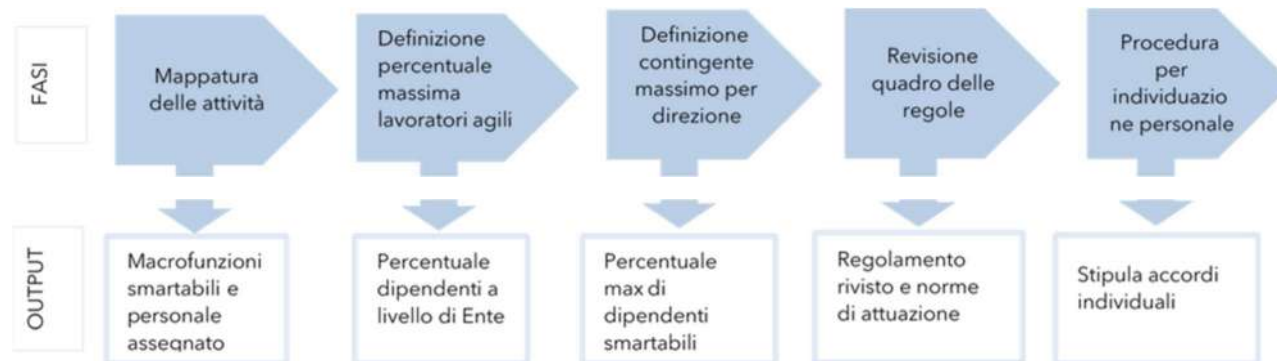 FASI
Mappatura
delle attività
Definizione
percentuale
massima
lavoratori agili
Definizione
contingente
massimo per
direzione
Revisione
quadro delle
regole
Procedura
per
individuazio
ne personale
OUTPUT
Macrofunzioni
smartabili e
personale
assegnato
Percentuale
dipendenti a
livello di Ente
Percentuale
max di
dipendenti
smartabili
Regolamento
rivisto e norme
di attuazione
Stipula accordi
individuali